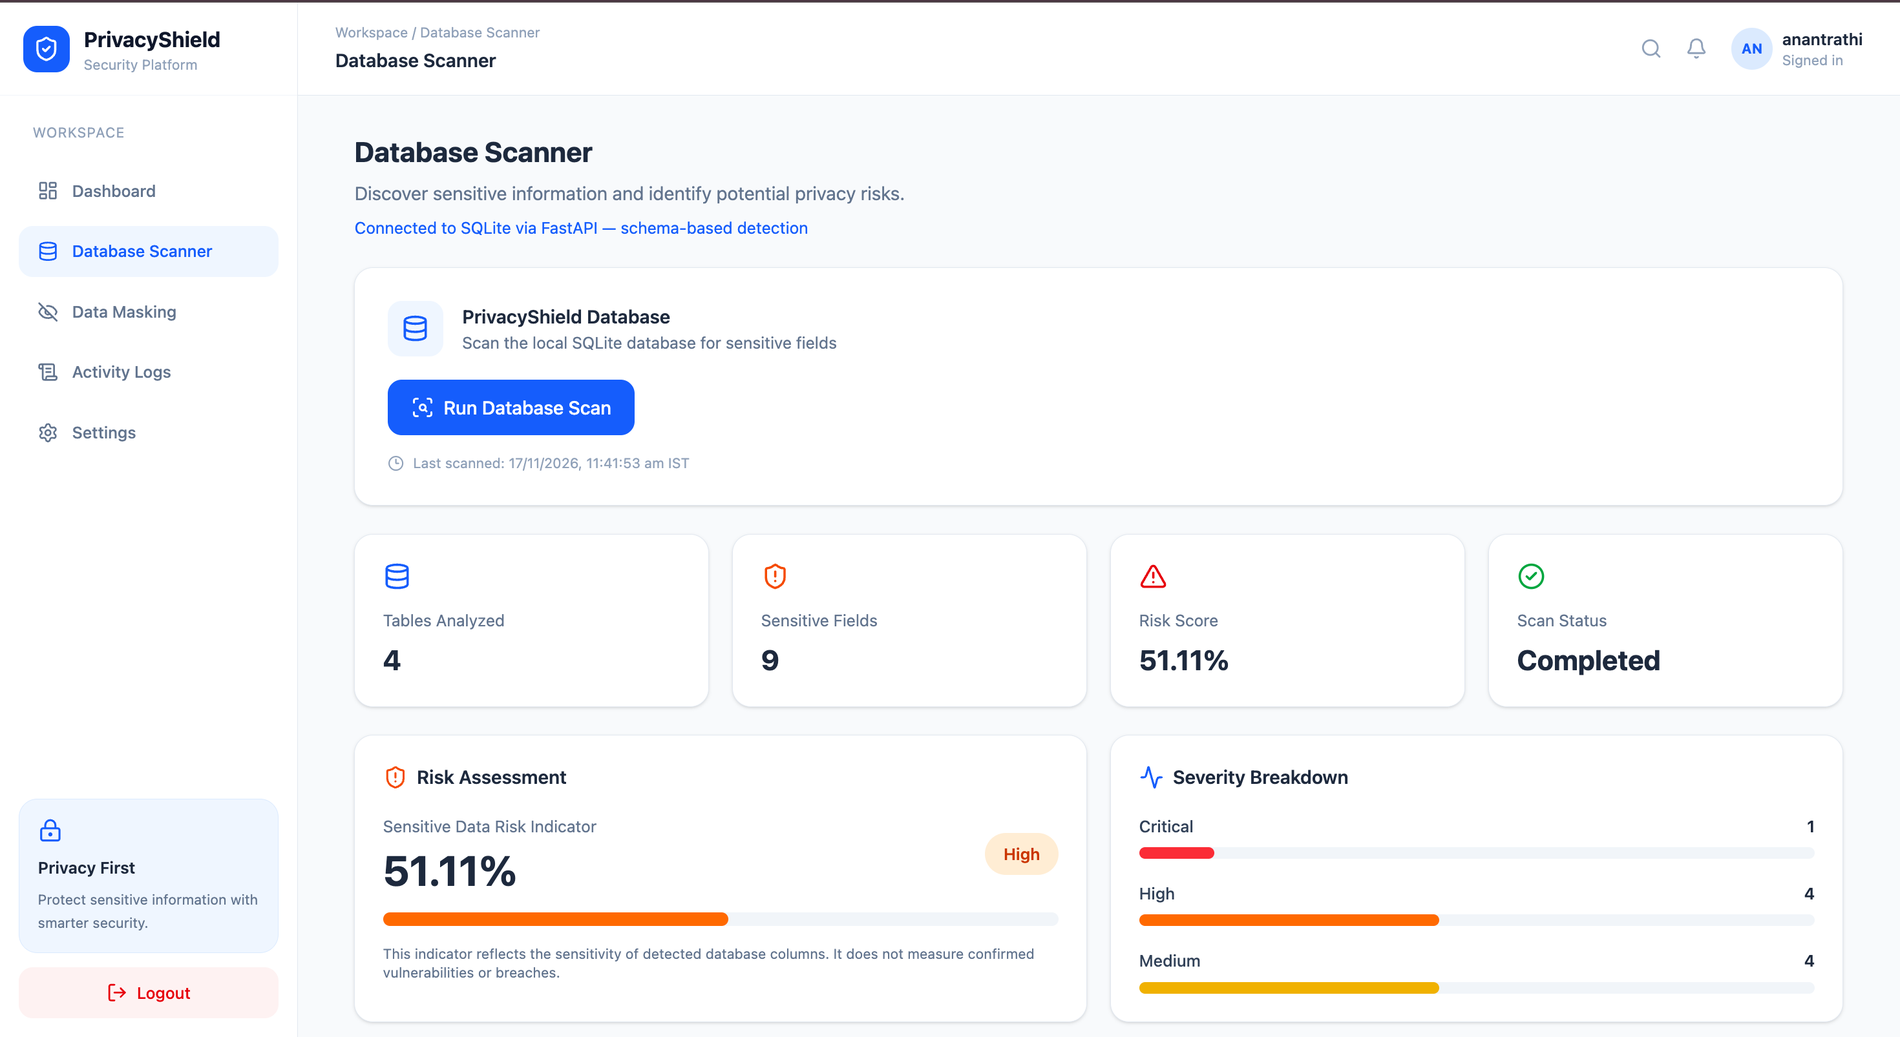 PrivacyShield
Security Platform
WORKSPACE
Dashboard
Database Scanner
Data Masking
Activity Logs
Settings
Privacy First
Protect sensitive information with
smarter security.
Logout
Workspace / Database Scanner
Database Scanner
AN
anantrathi
Signed in
Database Scanner
Discover sensitive information and identify potential privacy risks.
Connected to SQLite via FastAPI — schema-based detection
PrivacyShield Database
Scan the local SQLite database for sensitive fields
Run Database Scan
Last scanned: 17/11/2026, 11:41:53 am IST
Tables Analyzed
4
Sensitive Fields
9
Risk Score
51.11%
Scan Status
Completed
Risk Assessment
Sensitive Data Risk Indicator
51.11%
High
This indicator reflects the sensitivity of detected database columns. It does not measure confirmed
vulnerabilities or breaches.
Severity Breakdown
Critical 1
High 4
Medium 4